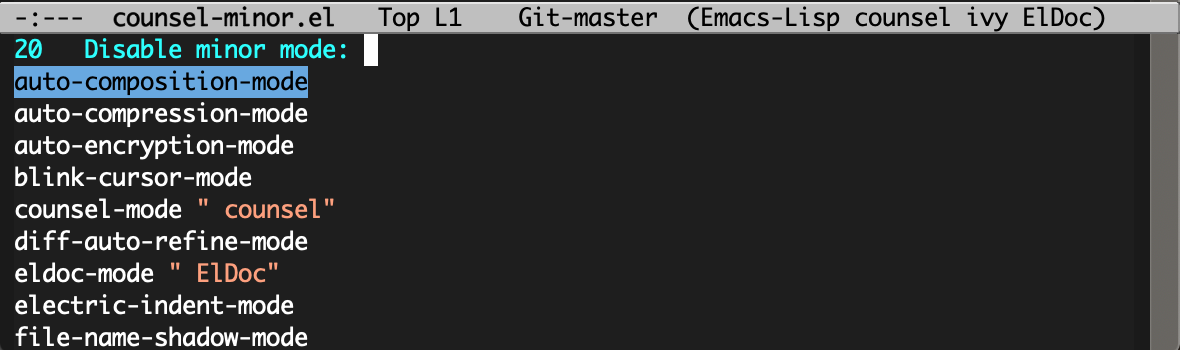 -:---  counsel-minor.el   Top L1    Git-master  (Emacs-Lisp counsel ivy ElDoc)
20   Disable minor mode:
auto-composition-mode
auto-compression-mode
auto-encryption-mode
blink-cursor-mode
counsel-mode " counsel"
diff-auto-refine-mode
eldoc-mode " ElDoc"
electric-indent-mode
file-name-shadow-mode